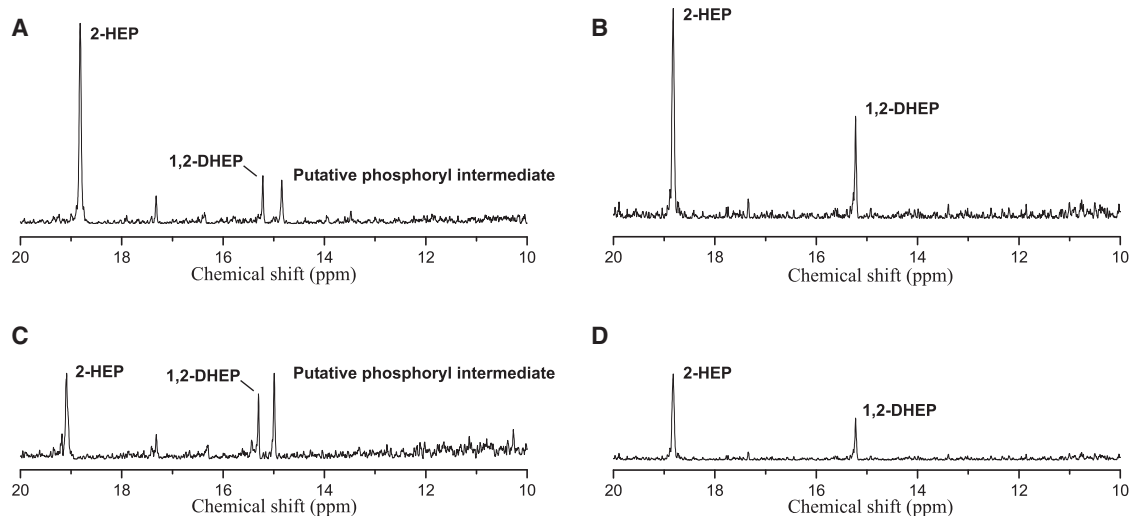 A
2-HEP
1,2-DHEP
Putative phosphoryl intermediate
20 18 16 14 12 10
Chemical shift (ppm)
B
2-HEP
1,2-DHEP
20 18 16 14 12 10
Chemical shift (ppm)
C
2-HEP
1,2-DHEP
Putative phosphoryl intermediate
20 18 16 14 12 10
Chemical shift (ppm)
D
2-HEP
1,2-DHEP
20 18 16 14 12 10
Chemical shift (ppm)